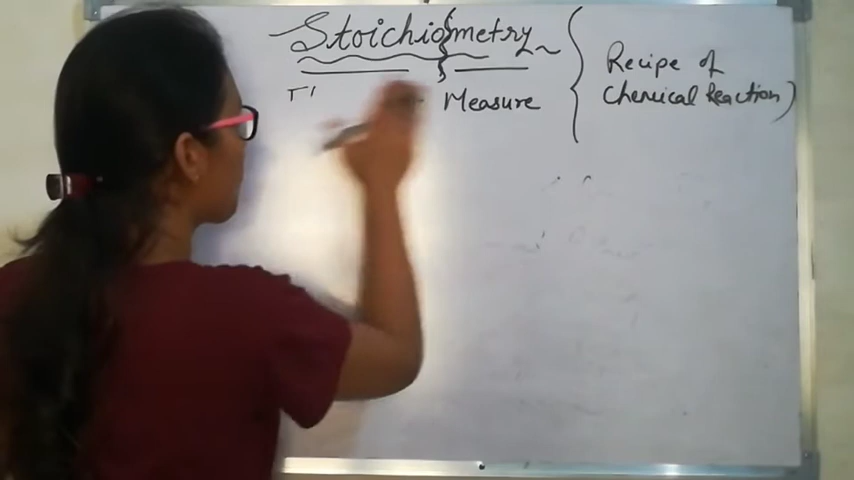 Stoichiometry
Measure
Recipe of
Chemical Reaction)